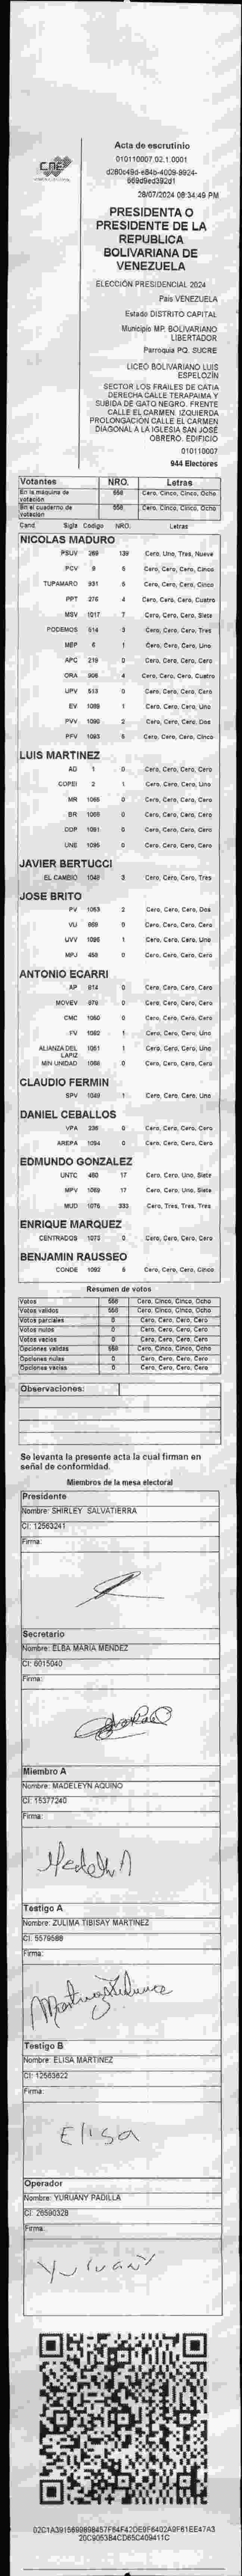 CNE
Acta de escrutinio
010110007.02.1.0001
d280c49d-e84b-4009-9924-
669d9ed392d1
28/07/2024 08:34:49 PM
PRESIDENTA O
PRESIDENTE DE LA
REPUBLICA
BOLIVARIANA DE
VENEZUELA
ELECCIÓN PRESIDENCIAL 2024
País VENEZUELA
Estado DISTRITO CAPITAL
Municipio MP. BOLIVARIANO
LIBERTADOR
Parroquia PQ. SUCRE
LICEO BOLIVARIANO LUIS
ESPELOZIN
SECTOR LOS FRAILES DE CATIA
DERECHA CALLE TERAPAIMA Y
SUBIDA DE GATO NEGRO. FRENTE
CALLE EL CARMEN. IZQUIERDA
PROLONGACIÓN CALLE EL CARMEN
DIAGONAL A LA IGLESIA SAN JOSÉ
OBRERO. EDIFICIO
010110007
944 Electores
Votantes NRO. Letras
En la máquina de votación 558 Cero, Cinco, Cinco, Ocho
En el cuaderno de votación 558 Cero, Cinco, Cinco, Ocho
Cand Sigla Codigo NRO. Letras
NICOLAS MADURO
PSUV 269 139 Cero, Uno, Tres, Nueve
PCV 9 5 Cero, Cero, Cero, Cinco
TUPAMARO 931 5 Cero, Cero, Cero, Cinco
PPT 276 4 Cero, Cero, Cero, Cuatro
MSV 1017 7 Cero, Cero, Cero, Siete
PODEMOS 614 3 Cero, Cero, Cero, Tres
MEP 6 1 Cero, Cero, Cero, Uno
APC 219 0 Cero, Cero, Cero, Cero
ORA 906 4 Cero, Cero, Cero, Cuatro
UPV 513 0 Cero, Cero, Cero, Cero
EV 1089 1 Cero, Cero, Cero, Uno
PVV 1090 2 Cero, Cero, Cero, Dos
PFV 1093 5 Cero, Cero, Cero, Cinco
LUIS MARTINEZ
AD 1 0 Cero, Cero, Cero, Cero
COPEI 2 1 Cero, Cero, Cero, Uno
MR 1066 0 Cero, Cero, Cero, Cero
BR 1068 0 Cero, Cero, Cero, Cero
DDP 1091 0 Cero, Cero, Cero, Cero
UNE 1095 0 Cero, Cero, Cero, Cero
JAVIER BERTUCCI
EL CAMBIO 1048 3 Cero, Cero, Cero, Tres
JOSE BRITO
PV 1053 2 Cero, Cero, Cero, Dos
VU 868 0 Cero, Cero, Cero, Cero
UVV 1096 1 Cero, Cero, Cero, Uno
MPJ 458 0 Cero, Cero, Cero, Cero
ANTONIO ECARRI
AP 814 0 Cero, Cero, Cero, Cero
MOVEV 879 0 Cero, Cero, Cero, Cero
CMC 1050 0 Cero, Cero, Cero, Cero
FV 1082 1 Cero, Cero, Cero, Uno
ALIANZA DEL LAPIZ 1051 1 Cero, Cero, Cero, Uno
MIN UNIDAD 1066 0 Cero, Cero, Cero, Cero
CLAUDIO FERMIN
SPV 1049 1 Cero, Cero, Cero, Uno
DANIEL CEBALLOS
VPA 236 0 Cero, Cero, Cero, Cero
AREPA 1094 0 Cero, Cero, Cero, Cero
EDMUNDO GONZALEZ
UNTC 480 17 Cero, Cero, Uno, Siete
MPV 1069 17 Cero, Cero, Uno, Siete
MUD 1076 333 Cero, Tres, Tres, Tres
ENRIQUE MARQUEZ
CENTRADOS 1073 0 Cero, Cero, Cero, Cero
BENJAMIN RAUSSEO
CONDE 1092 5 Cero, Cero, Cero, Cinco
Resumen de votos
Votos 558 Cero, Cinco, Cinco, Ocho
Votos validos 558 Cero, Cinco, Cinco, Ocho
Votos parciales 0 Cero, Cero, Cero, Cero
Votos nulos 0 Cero, Cero, Cero, Cero
Votos vacios 0 Cero, Cero, Cero, Cero
Opciones validas 558 Cero, Cinco, Cinco, Ocho
Opciones nulas 0 Cero, Cero, Cero, Cero
Opciones vacias 0 Cero, Cero, Cero, Cero
Observaciones:
Se levanta la presente acta la cual firman en
señal de conformidad.
Miembros de la mesa electoral
Presidente
Nombre: SHIRLEY SALVATIERRA
CI: 12563241
Firma:
Secretario
Nombre: ELBA MARIA MENDEZ
CI: 6015040
Firma:
Miembro A
Nombre: MADELEYN AQUINO
CI: 15377240
Firma:
Testigo A
Nombre: ZULIMA TIBISAY MARTINEZ
CI: 5579588
Firma:
Testigo B
Nombre: ELISA MARTINEZ
CI: 12563622
Firma:
Elisa
Operador
Nombre: YURUANY PADILLA
CI: 26590328
Firma:
Yuruany